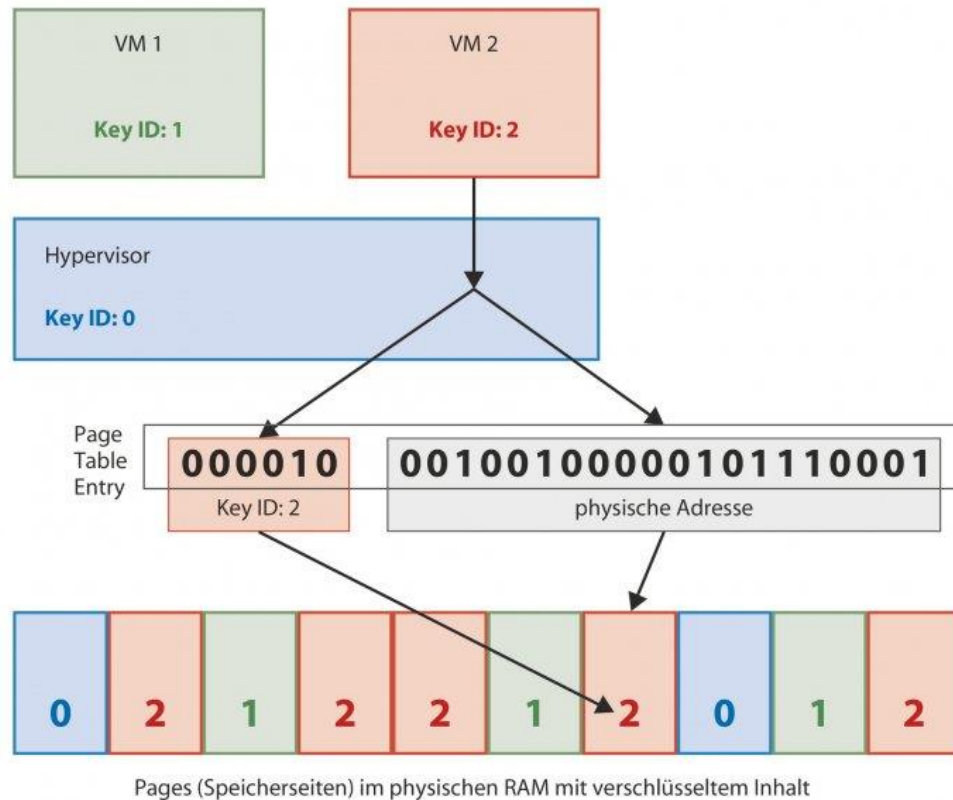 VM 1
Key ID: 1
VM 2
Key ID: 2
Hypervisor
Key ID: 0
Page
Table
Entry
000010
Key ID: 2
0010010000010111​0001
physische Adresse
0 2 1 2 2 1 2 0 1 2
Pages (Speicherseiten) im physischen RAM mit verschlüsseltem Inhalt